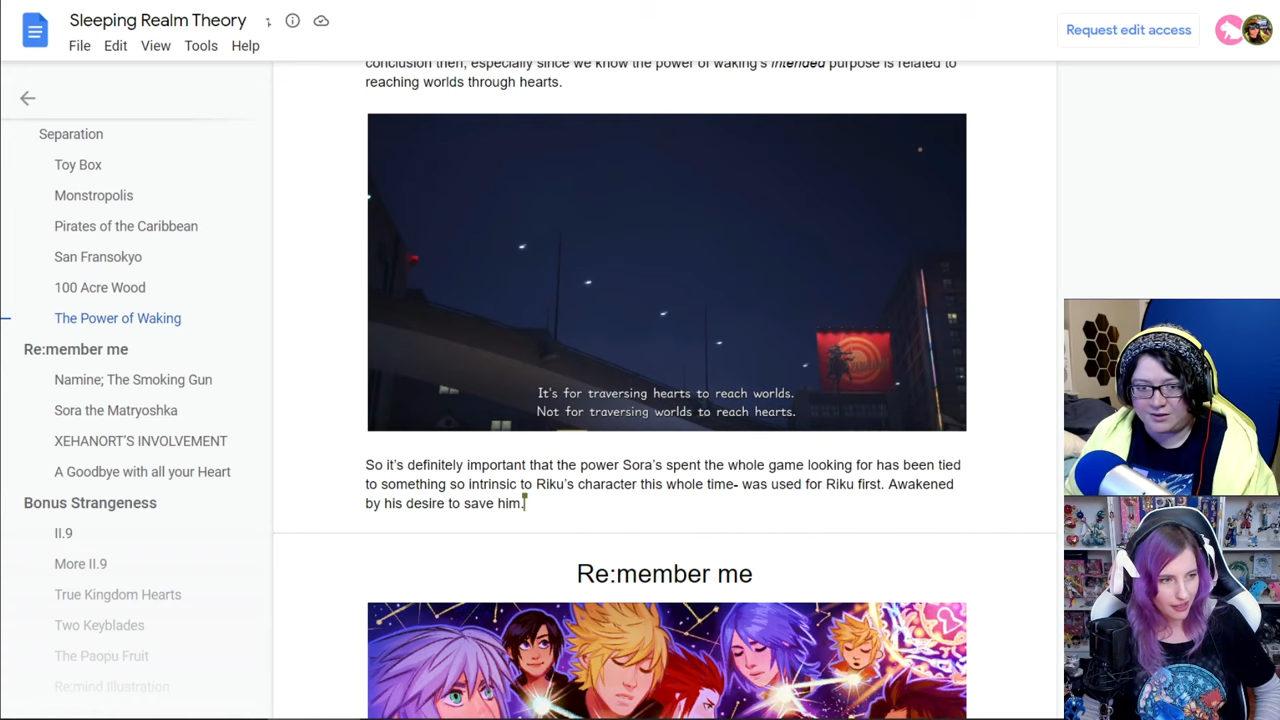 Sleeping Realm Theory
File Edit View Tools Help
Request edit access
Separation
Toy Box
Monstropolis
Pirates of the Caribbean
San Fransokyo
100 Acre Wood
The Power of Waking
Re:member me
Namine; The Smoking Gun
Sora the Matryoshka
XEHANORT'S INVOLVEMENT
A Goodbye with all your Heart
Bonus Strangeness
II.9
More II.9
True Kingdom Hearts
Two Keyblades
The Paopu Fruit
Re:mind Illustration
conclusion then, especially since we know the power of waking's intended purpose is related to
reaching worlds through hearts.
It's for traversing hearts to reach worlds.
Not for traversing worlds to reach hearts.
So it's definitely important that the power Sora's spent the whole game looking for has been tied
to something so intrinsic to Riku's character this whole time- was used for Riku first. Awakened
by his desire to save him.
Re:member me